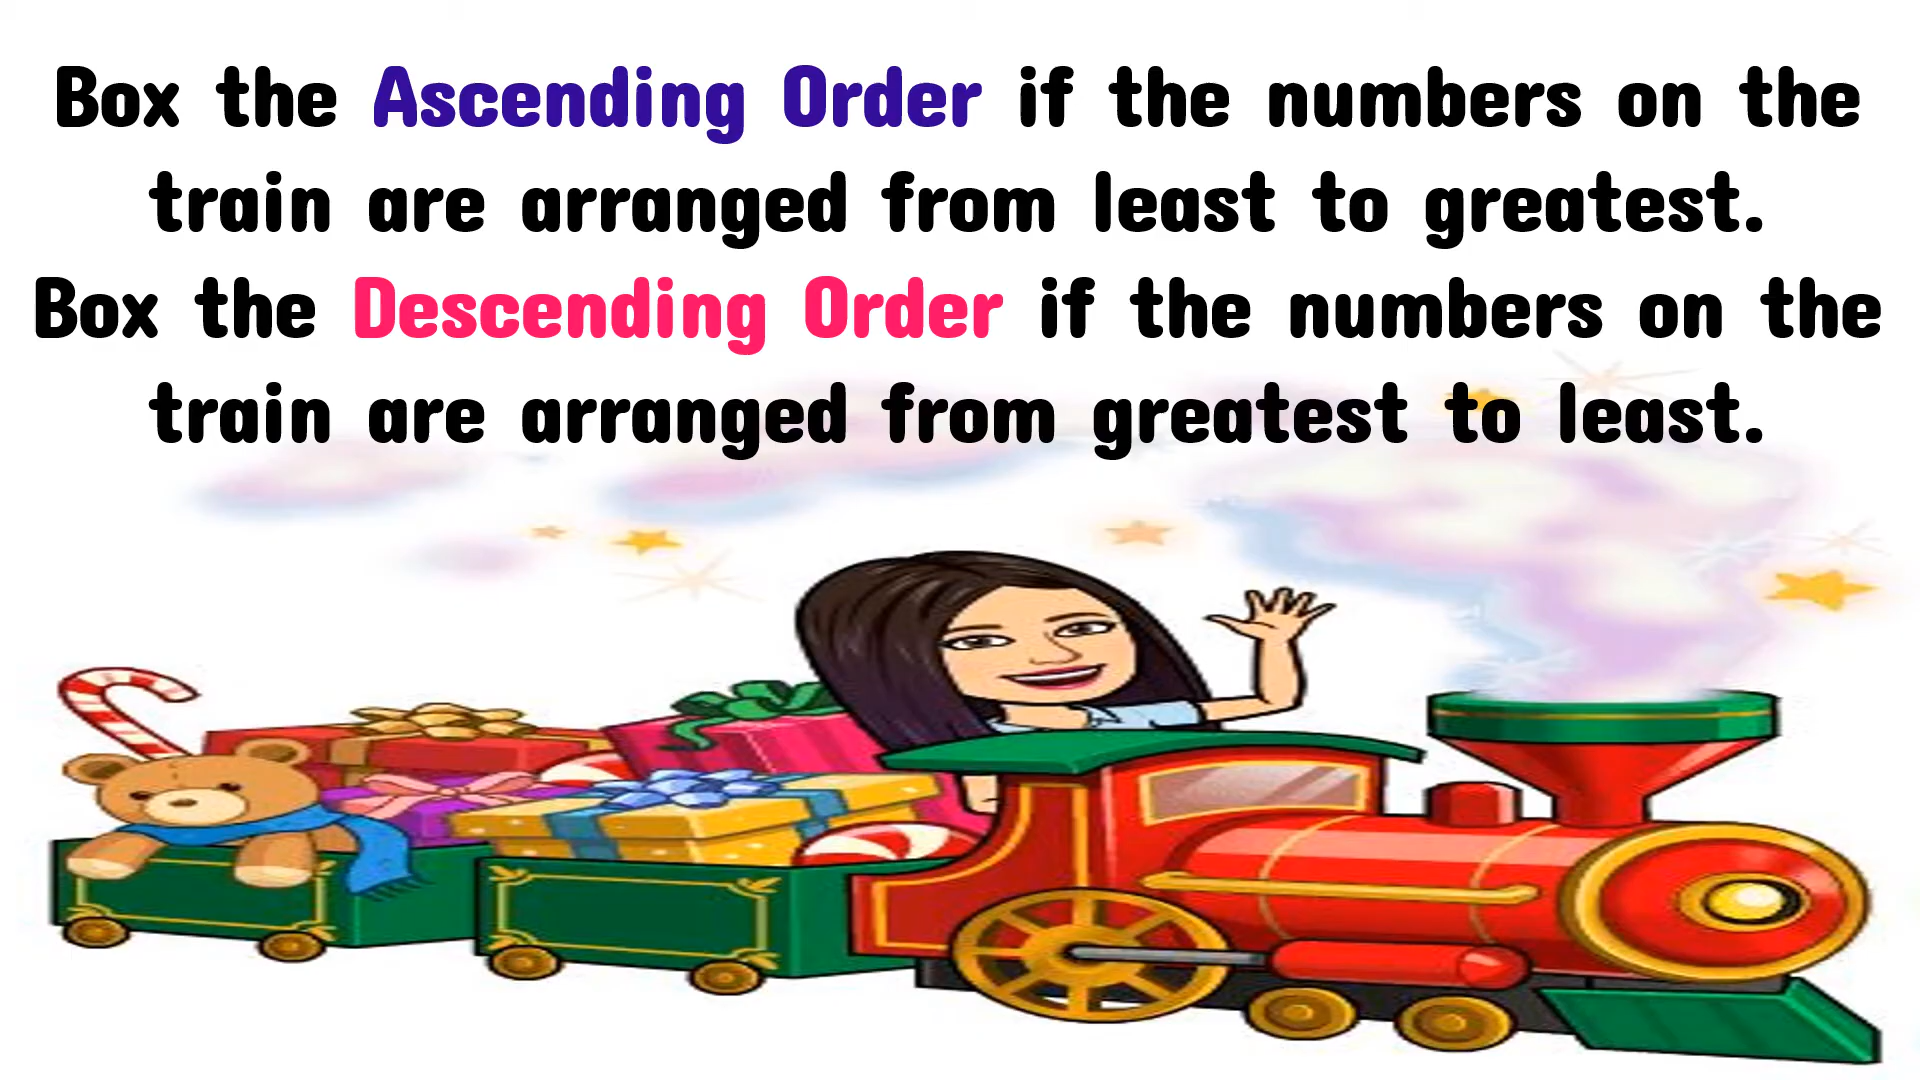 Box the Ascending Order if the numbers on the
train are arranged from least to greatest.
Box the Descending Order if the numbers on the
train are arranged from greatest to least.